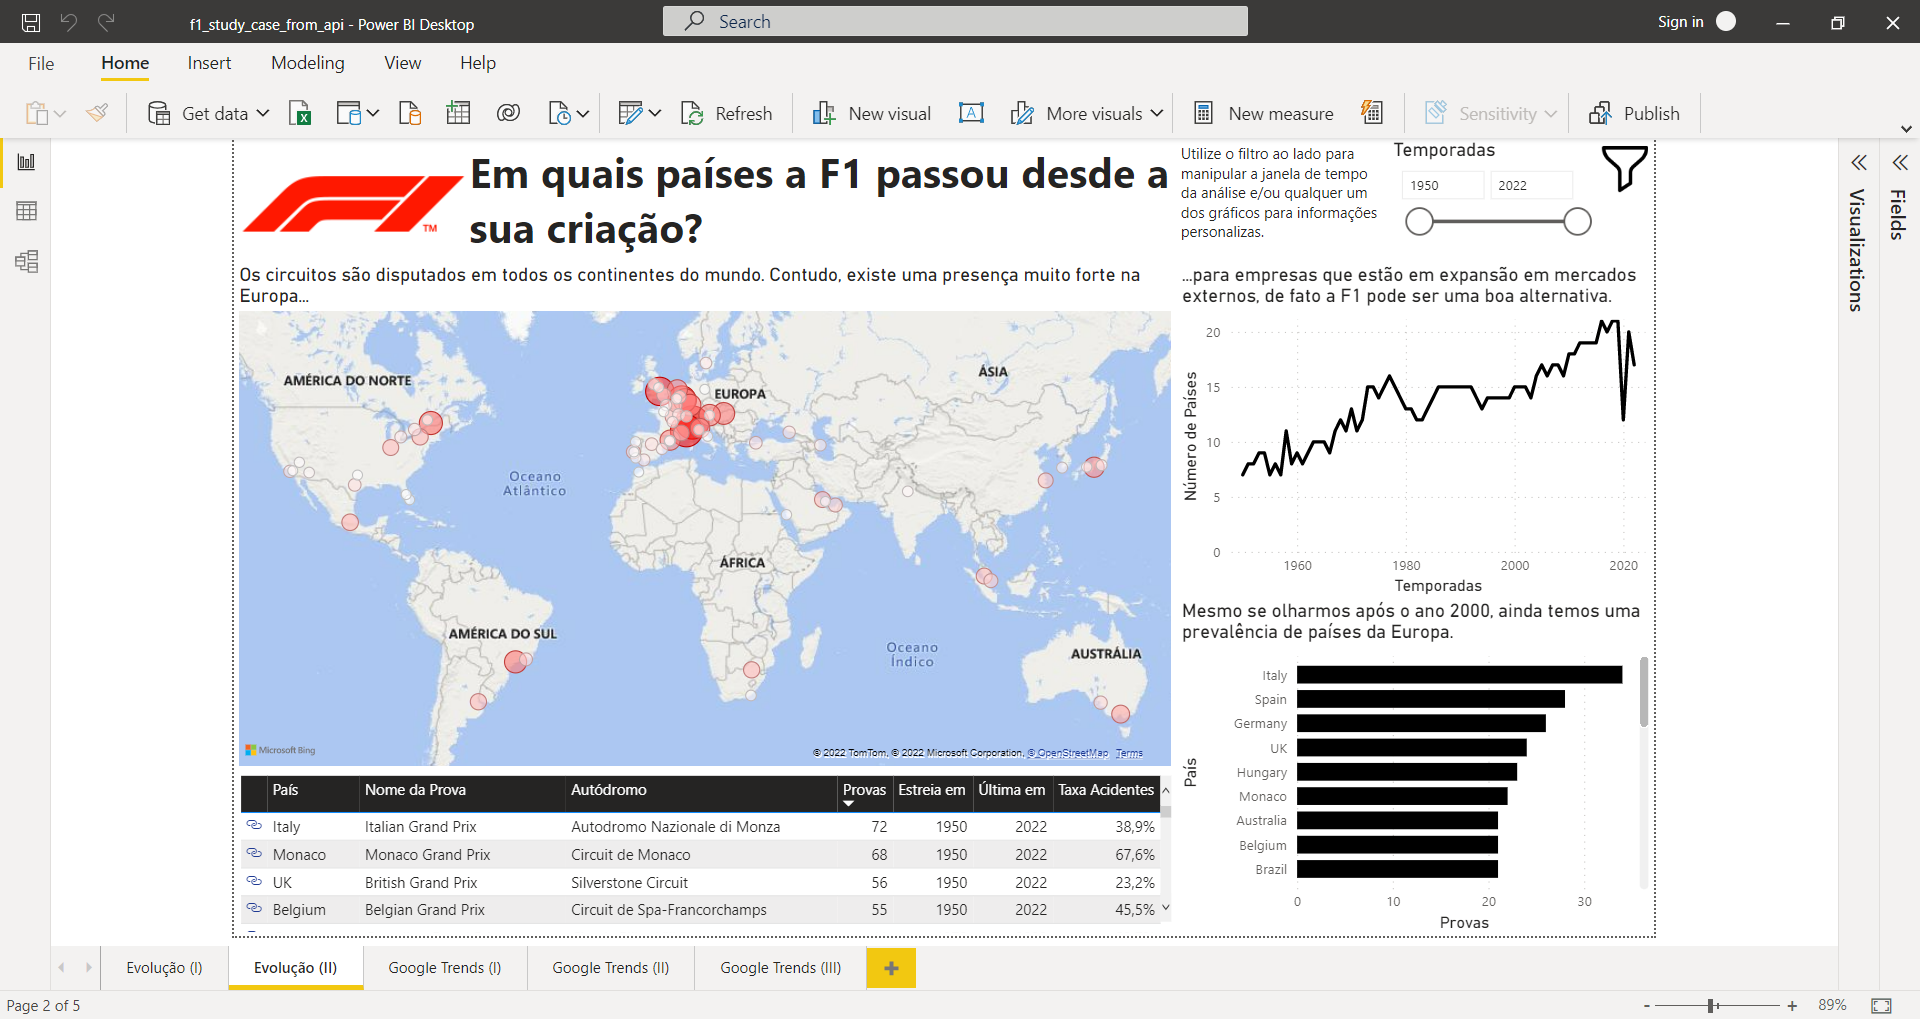 f1_study_case_from_api - Power BI Desktop
Search
Sign in
File
Home
Insert
Modeling
View
Help
Get data
Refresh
New visual
More visuals
New measure
Sensitivity
Publish
TM
Em quais países a F1 passou desde a
sua criação?
Utilize o filtro ao lado para
manipular a janela de tempo
da análise e/ou qualquer um
dos gráficos para informações
personalizas.
Temporadas
1950
2022
Visualizations
Fields
Os circuitos são disputados em todos os continentes do mundo. Contudo, existe uma presença muito forte na
Europa...
AMÉRICA DO NORTE
EUROPA
ÁSIA
Oceano
Atlântico
ÁFRICA
AMÉRICA DO SUL
Oceano
Índico
AUSTRÁLIA
Microsoft Bing
© 2022 TomTom, © 2022 Microsoft Corporation, © OpenStreetMap Terms
...para empresas que estão em expansão em mercados
externos, de fato a F1 pode ser uma boa alternativa.
Número de Países
20
15
10
5
0
1960 1980 2000 2020
Temporadas
Mesmo se olharmos após o ano 2000, ainda temos uma
prevalência de países da Europa.
País
Italy
Spain
Germany
UK
Hungary
Monaco
Australia
Belgium
Brazil
0 10 20 30
Provas
País Nome da Prova Autódromo Provas Estreia em Última em Taxa Acidentes
Italy Italian Grand Prix Autodromo Nazionale di Monza 72 1950 2022 38,9%
Monaco Monaco Grand Prix Circuit de Monaco 68 1950 2022 67,6%
UK British Grand Prix Silverstone Circuit 56 1950 2022 23,2%
Belgium Belgian Grand Prix Circuit de Spa-Francorchamps 55 1950 2022 45,5%
Evolução (I)
Evolução (II)
Google Trends (I)
Google Trends (II)
Google Trends (III)
Page 2 of 5
89%